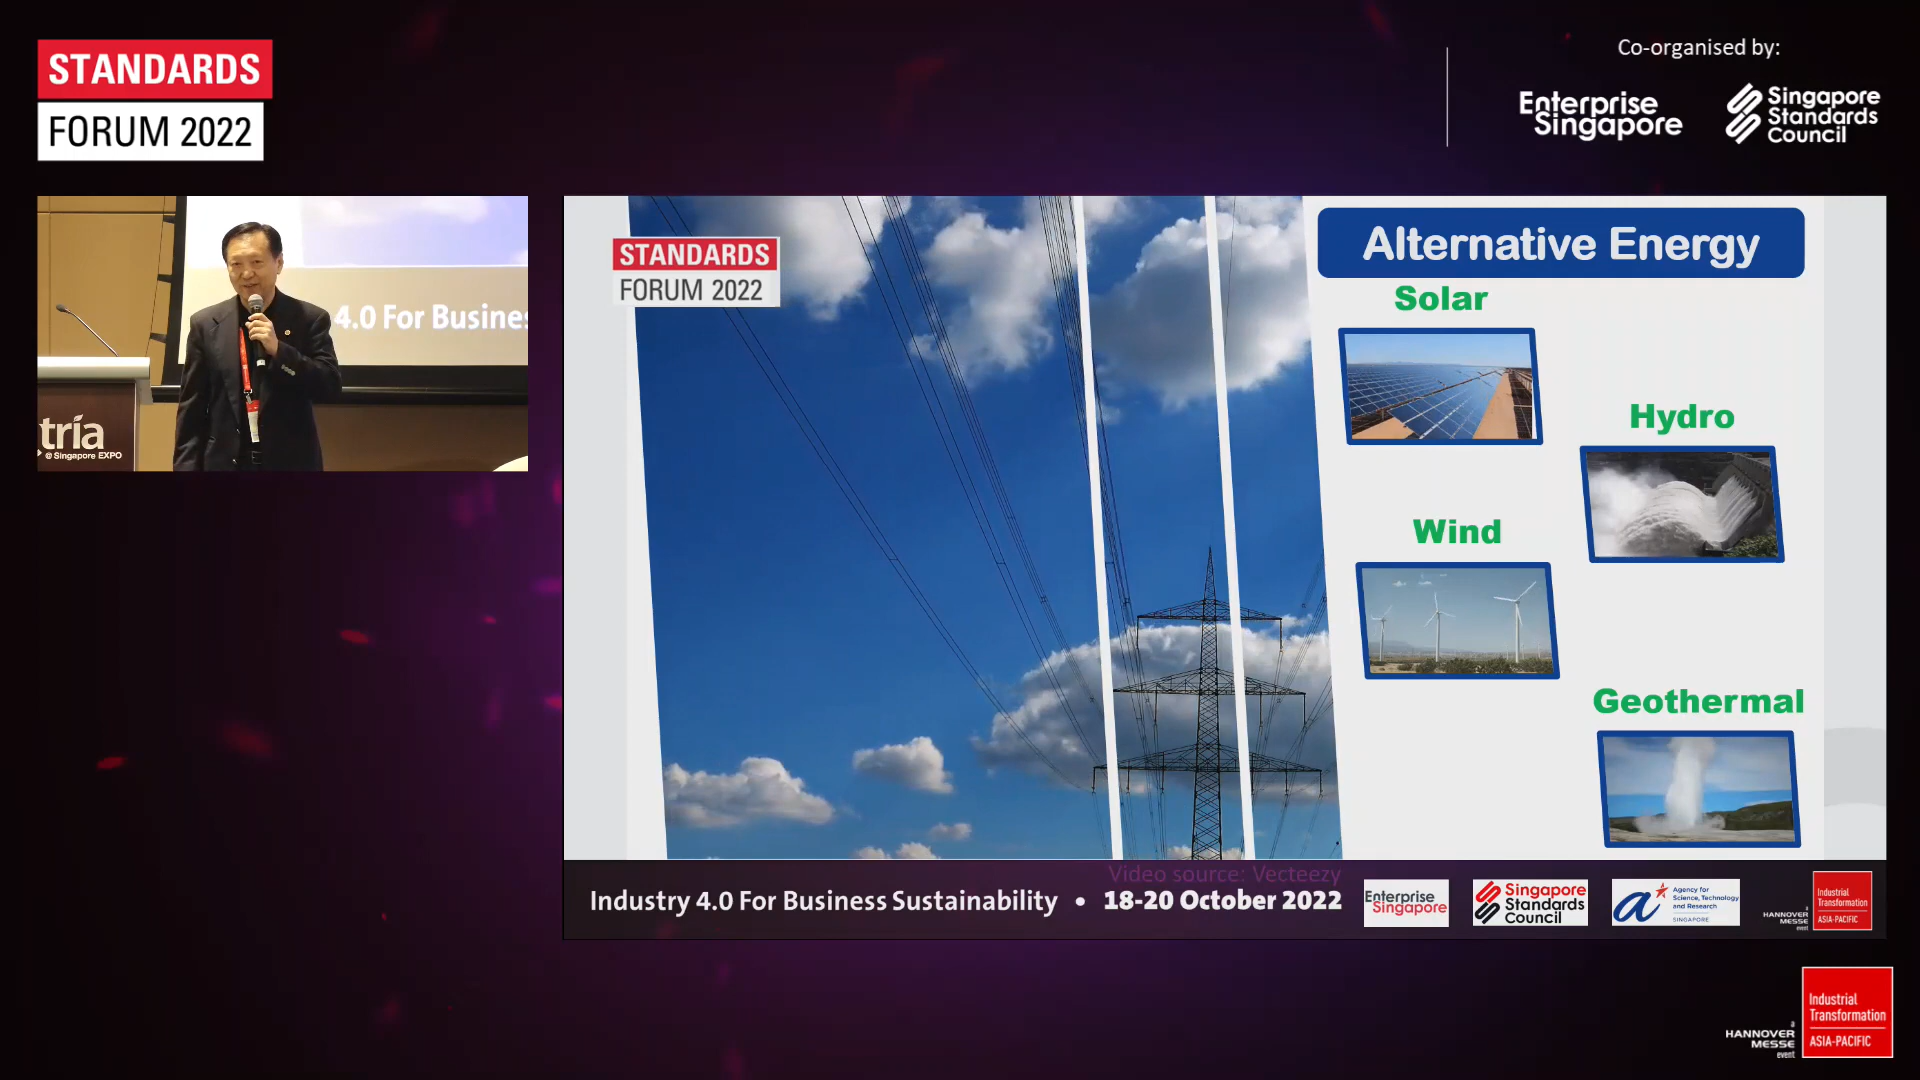 STANDARDS
FORUM 2022
Co-organised by:
Enterprise
Singapore
Singapore
Standards
Council
4.0 For Busines
tria
@ Singapore EXPO
STANDARDS
FORUM 2022
Alternative Energy
Solar
Hydro
Wind
Geothermal
Video source: Vecteezy
Industry 4.0 For Business Sustainability • 18-20 October 2022
Enterprise
Singapore
Singapore
Standards
Council
Agency for
Science, Technology
and Research
SINGAPORE
a
HANNOVER
MESSE
event
Industrial
Transformation
ASIA-PACIFIC
a
HANNOVER
MESSE
event
Industrial
Transformation
ASIA-PACIFIC